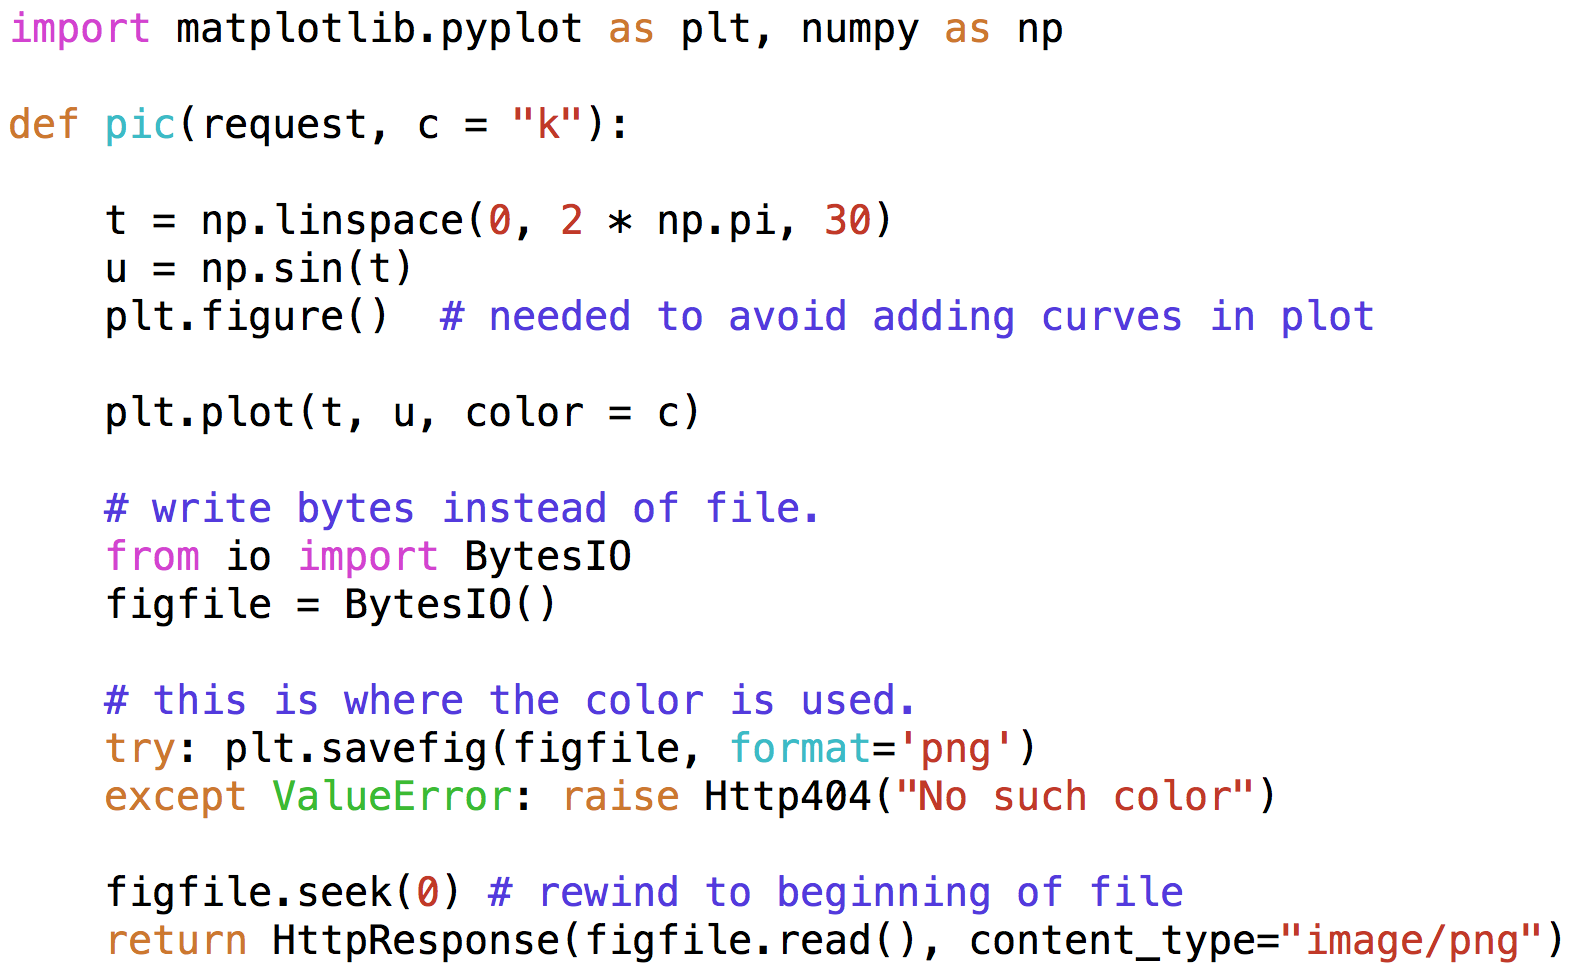 import matplotlib.pyplot as plt, numpy as np
def pic(request, c = "k"):
    t = np.linspace(0, 2 * np.pi, 30)
    u = np.sin(t)
    plt.figure()  # needed to avoid adding curves in plot
    plt.plot(t, u, color = c)
    # write bytes instead of file.
    from io import BytesIO
    figfile = BytesIO()
    # this is where the color is used.
    try: plt.savefig(figfile, format='png')
    except ValueError: raise Http404("No such color")
    figfile.seek(0) # rewind to beginning of file
    return HttpResponse(figfile.read(), content_type="image/png")